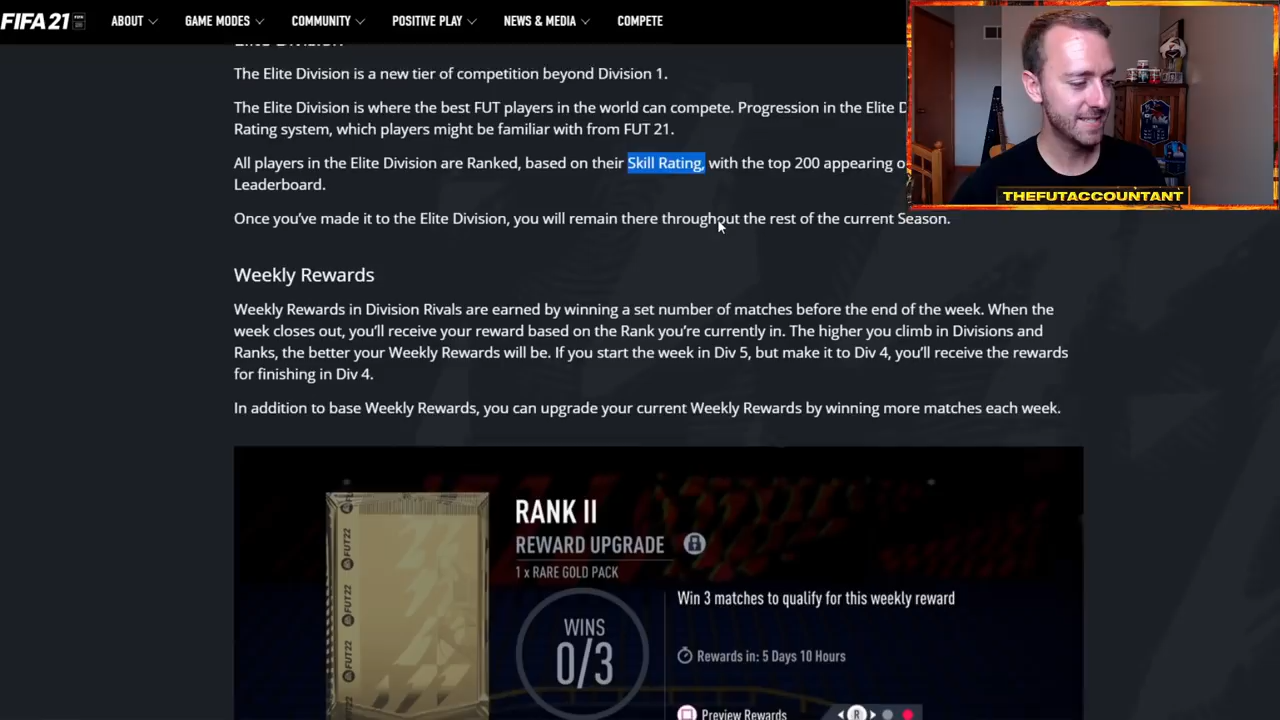 FIFA 21 ABOUT GAME MODES COMMUNITY POSITIVE PLAY NEWS & MEDIA COMPETE
The Elite Division is a new tier of competition beyond Division 1.
The Elite Division is where the best FUT players in the world can compete. Progression in the Elite D
Rating system, which players might be familiar with from FUT 21.
All players in the Elite Division are Ranked, based on their Skill Rating, with the top 200 appearing o
Leaderboard.
THEFUTACCOUNTANT
Once you've made it to the Elite Division, you will remain there throughout the rest of the current Season.
Weekly Rewards
Weekly Rewards in Division Rivals are earned by winning a set number of matches before the end of the week. When the
week closes out, you'll receive your reward based on the Rank you're currently in. The higher you climb in Divisions and
Ranks, the better your Weekly Rewards will be. If you start the week in Div 5, but make it to Div 4, you'll receive the rewards
for finishing in Div 4.
In addition to base Weekly Rewards, you can upgrade your current Weekly Rewards by winning more matches each week.
RANK II
REWARD UPGRADE
1 x RARE GOLD PACK
FUT22
FUT22
FUT22
WINS
0/3
Win 3 matches to qualify for this weekly reward
Rewards in: 5 Days 10 Hours
Preview Rewards R